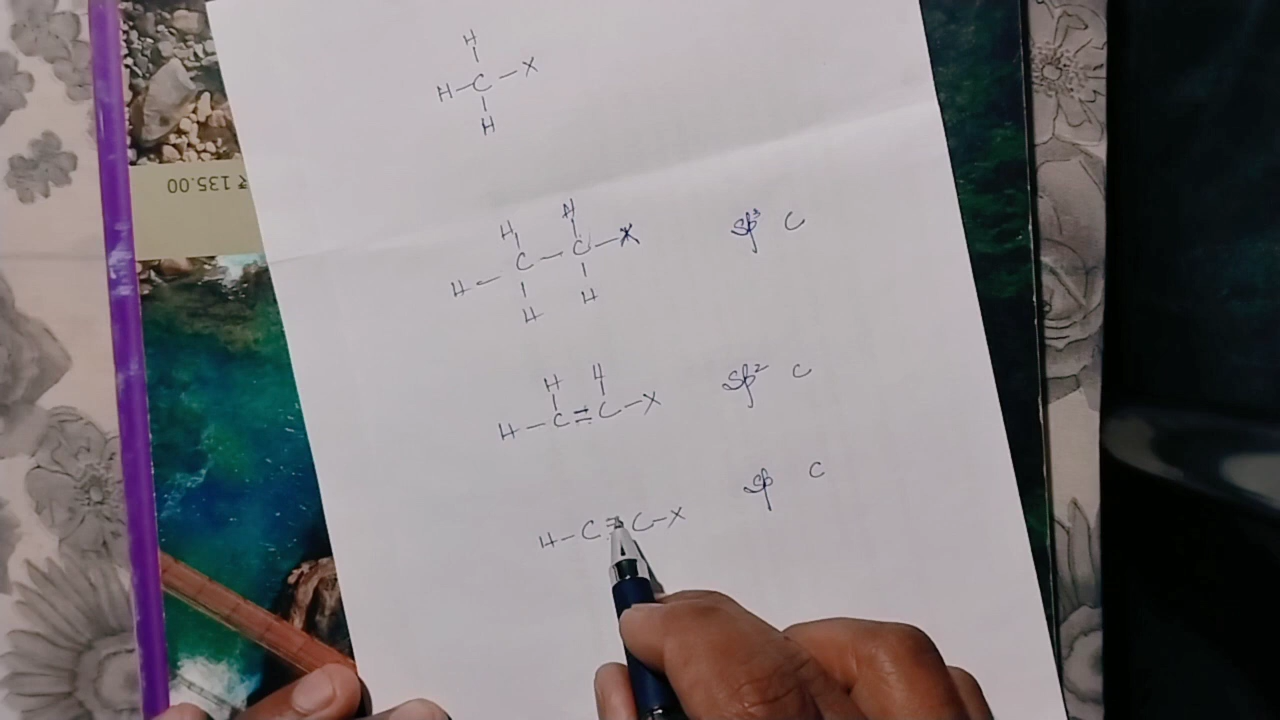 H
H-C-X
H
₹ 135.00
H H
H-C-C-X sp³ C
H H
H H
H-C=C-X sp² C
H-C≡C-X sp C